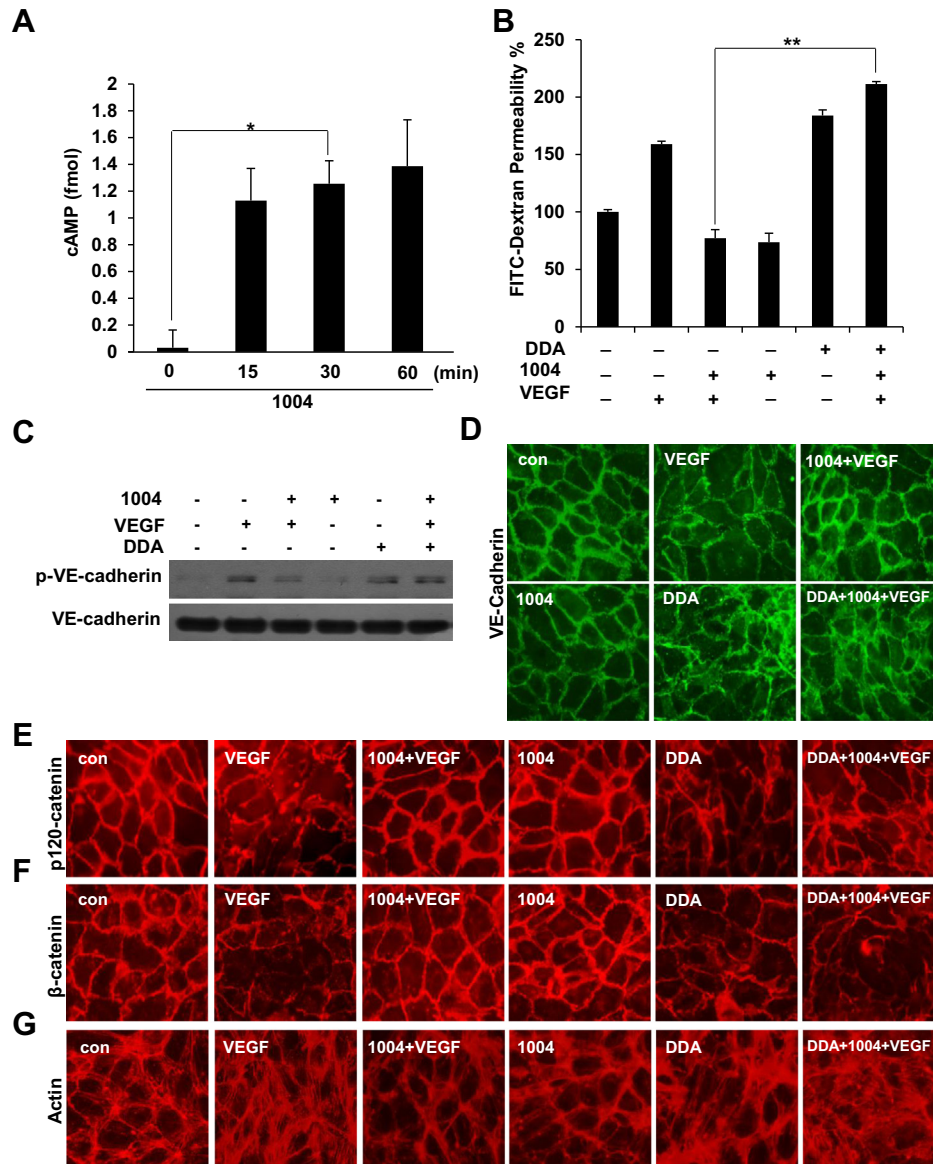 A
cAMP (fmol)
2
1.8
1.6
1.4
1.2
1
0.8
0.6
0.4
0.2
0
*
0 15 30 60 (min)
1004
B
FITC-Dextran Permeability %
250
200
150
100
50
0
**
DDA – – – – + +
1004 – – + + – +
VEGF – + + – – +
C
1004 - - + + - +
VEGF - + + - - +
DDA - - - - + +
p-VE-cadherin
VE-cadherin
D
VE-Cadherin
con VEGF 1004+VEGF
1004 DDA DDA+1004+VEGF
E
p120-catenin
con VEGF 1004+VEGF 1004 DDA DDA+1004+VEGF
F
β-catenin
con VEGF 1004+VEGF 1004 DDA DDA+1004+VEGF
G
Actin
con VEGF 1004+VEGF 1004 DDA DDA+1004+VEGF